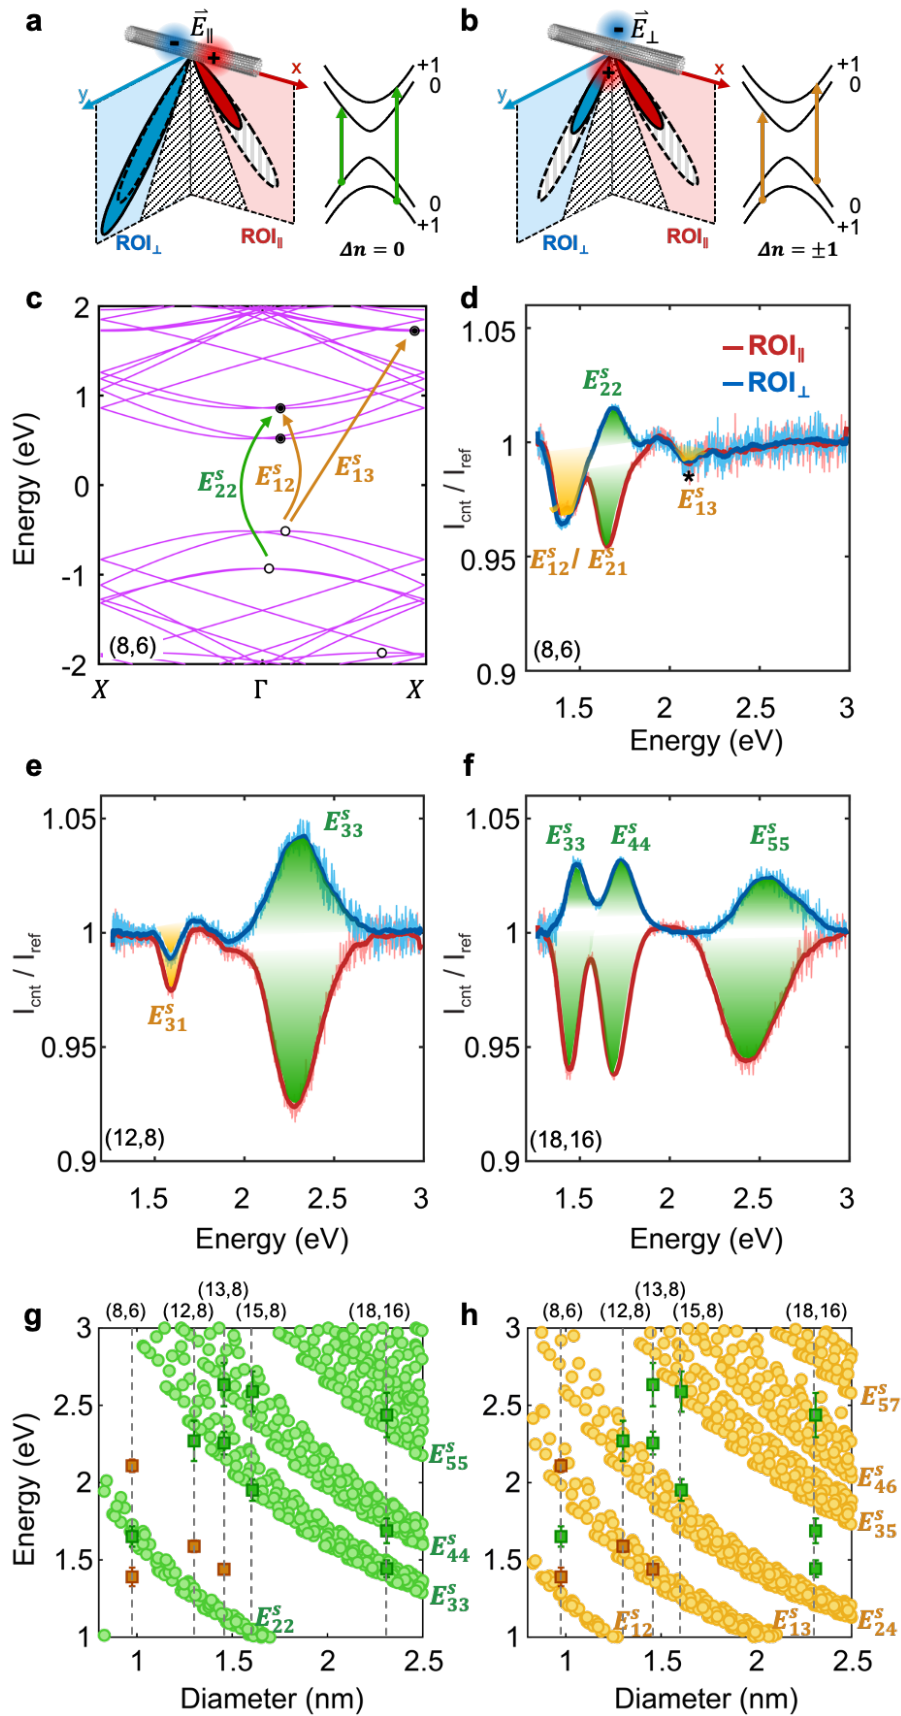 a
E∥
-
+
x
y
ROI⊥
ROI∥
+1
0
0
+1
Δn = 0
b
-
E⊥
+
x
y
ROI⊥
ROI∥
+1
0
0
+1
Δn = ±1
c
2
1
0
-1
-2
Energy (eV)
E^s_22
E^s_12
E^s_13
(8,6)
X
Γ
X
d
1.05
1
0.95
0.9
I_cnt / I_ref
ROI∥
ROI⊥
E^s_22
*
E^s_13
E^s_12/ E^s_21
(8,6)
1.5
2
2.5
3
Energy (eV)
e
1.05
1
0.95
0.9
I_cnt / I_ref
E^s_33
E^s_31
(12,8)
1.5
2
2.5
3
Energy (eV)
f
1.05
1
0.95
0.9
I_cnt / I_ref
E^s_33
E^s_44
E^s_55
(18,16)
1.5
2
2.5
3
Energy (eV)
g
(8,6)
(12,8)
(13,8)
(15,8)
(18,16)
3
2.5
2
1.5
1
Energy (eV)
E^s_55
E^s_44
E^s_33
E^s_22
1
1.5
2
2.5
Diameter (nm)
h
(8,6)
(12,8)
(13,8)
(15,8)
(18,16)
3
2.5
2
1.5
1
E^s_57
E^s_46
E^s_35
E^s_24
E^s_12
E^s_13
1
1.5
2
2.5
Diameter (nm)